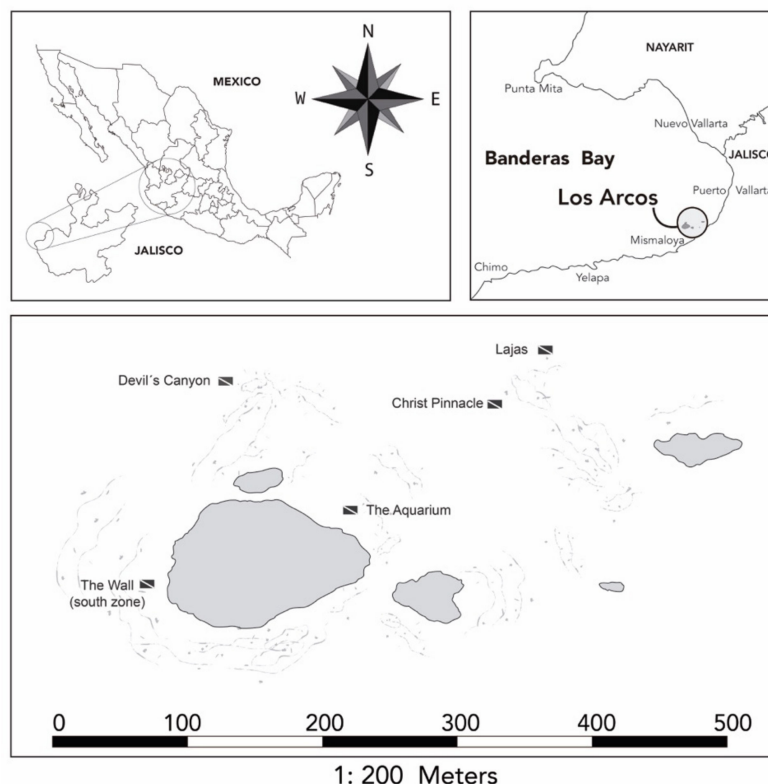 N
MEXICO
W E
S
JALISCO
NAYARIT
Punta Mita
Nuevo Vallarta
JALISCO
Banderas Bay
Puerto Vallarta
Los Arcos
Mismaloya
Chimo
Yelapa
Lajas
Devil´s Canyon
Christ Pinnacle
The Aquarium
The Wall
(south zone)
0 100 200 300 400 500
1: 200 Meters